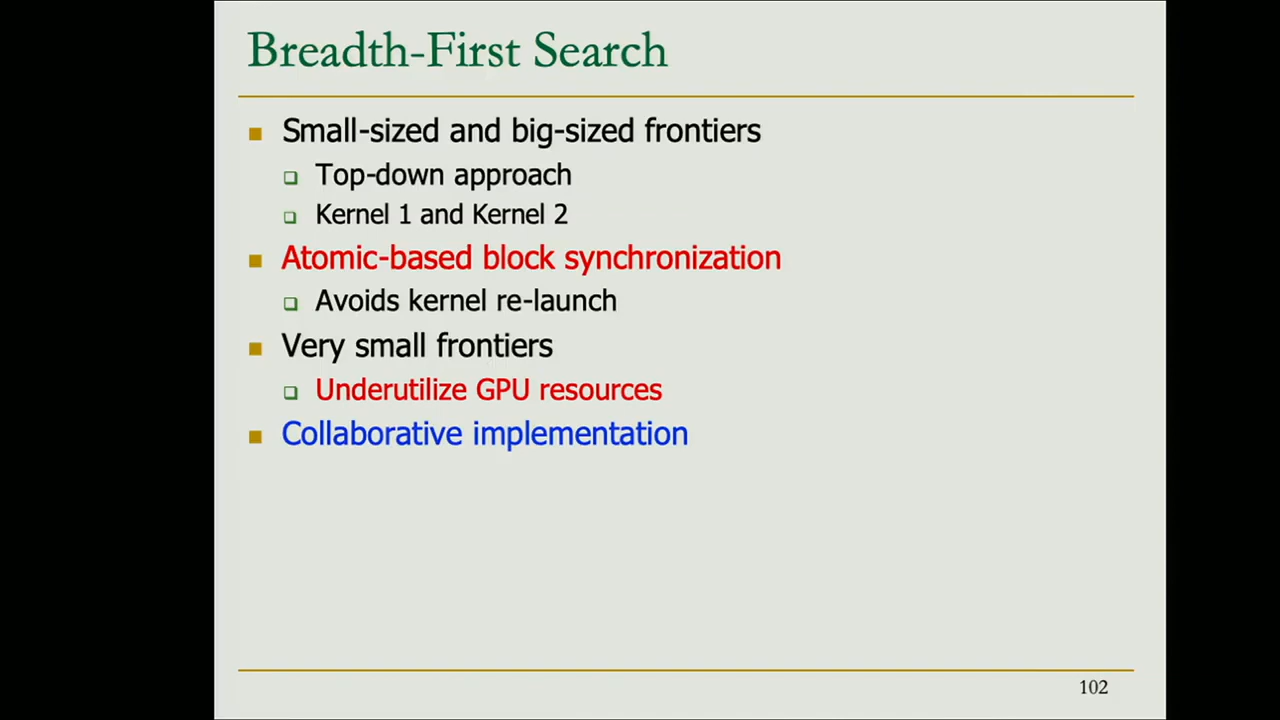 Breadth-First Search
Small-sized and big-sized frontiers
Top-down approach
Kernel 1 and Kernel 2
Atomic-based block synchronization
Avoids kernel re-launch
Very small frontiers
Underutilize GPU resources
Collaborative implementation
102